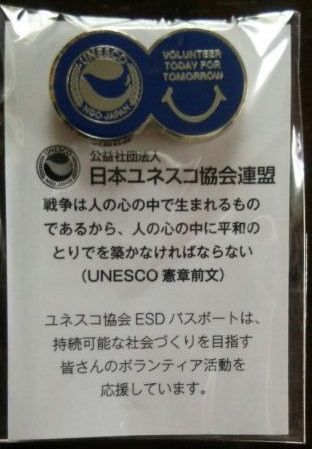 UNESCO
NGO JAPAN
VOLUNTEER
TODAY FOR
TOMORROW
UNESCO
NGO JAPAN
公益社団法人
日本ユネスコ協会連盟
戦争は人の心の中で生まれるもの
であるから、人の心の中に平和の
とりでを築かなければならない
(UNESCO 憲章前文)
ユネスコ協会 ESD パスポートは、
持続可能な社会づくりを目指す
皆さんのボランティア活動を
応援しています。